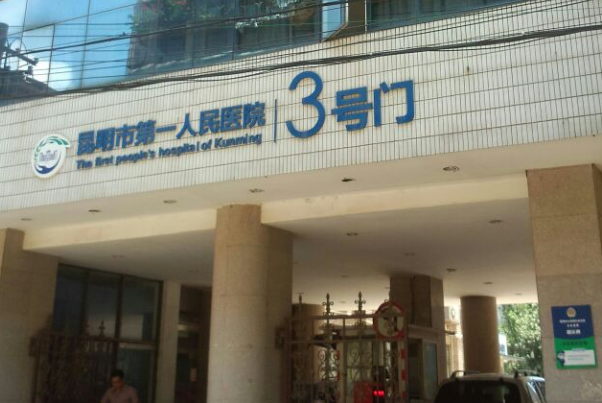 昆明市第一人民医院
The first people's hospital of Kunming
3号门